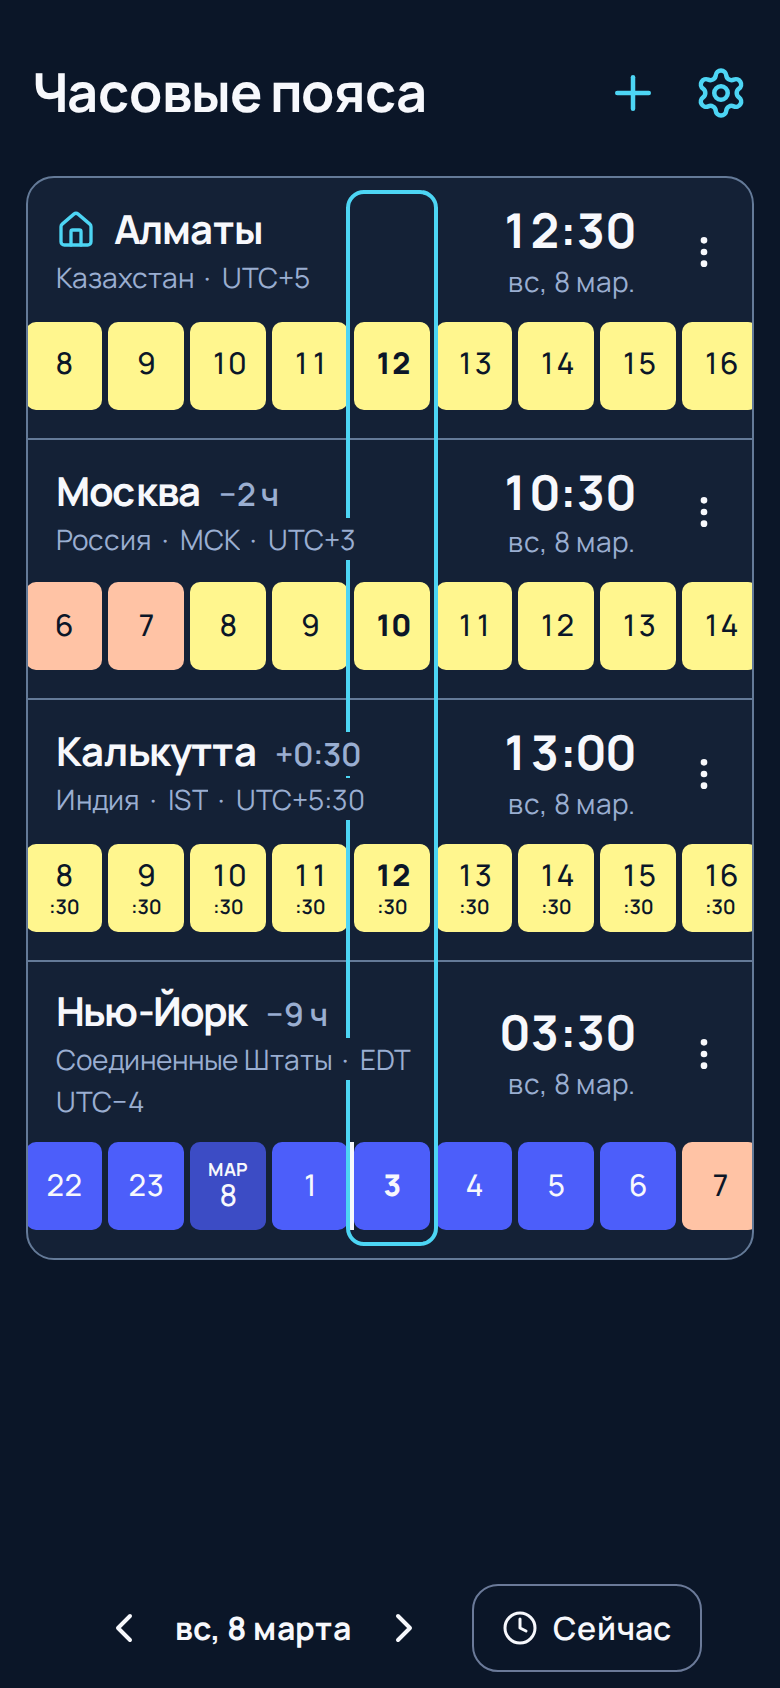 Часовые пояса
Алматы
12:30
Казахстан · UTC+5
вс, 8 мар.
8 9 10 11 12 13 14 15 16
Москва −2 ч
10:30
Россия · МСК · UTC+3
вс, 8 мар.
6 7 8 9 10 11 12 13 14
Калькутта +0:30
13:00
Индия · IST · UTC+5:30
вс, 8 мар.
8 9 10 11 12 13 14 15 16
:30 :30 :30 :30 :30 :30 :30 :30 :30
Нью-Йорк −9 ч
03:30
Соединенные Штаты · EDT
UTC−4
вс, 8 мар.
22 23 МАР 8 1 3 4 5 6 7
вс, 8 марта
Сейчас